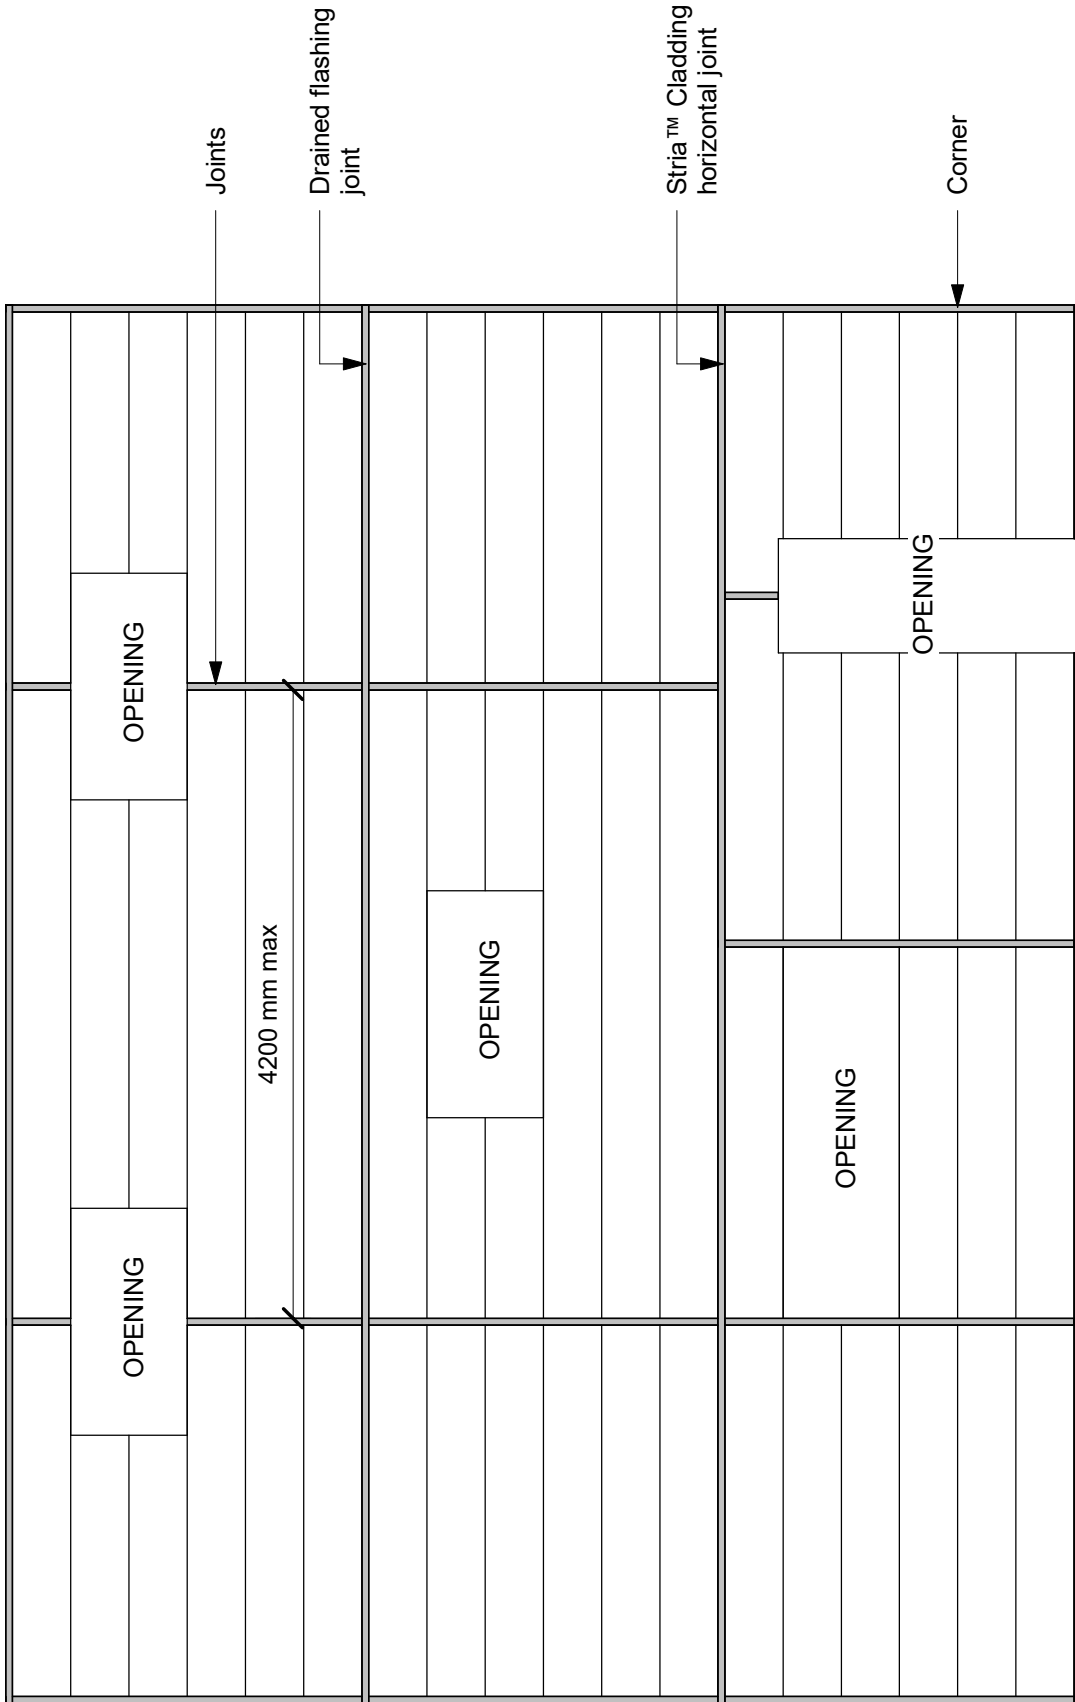 Joints
Drained flashing
joint
Stria™ Cladding
horizontal joint
Corner
OPENING
OPENING
4200 mm max
OPENING
OPENING
OPENING